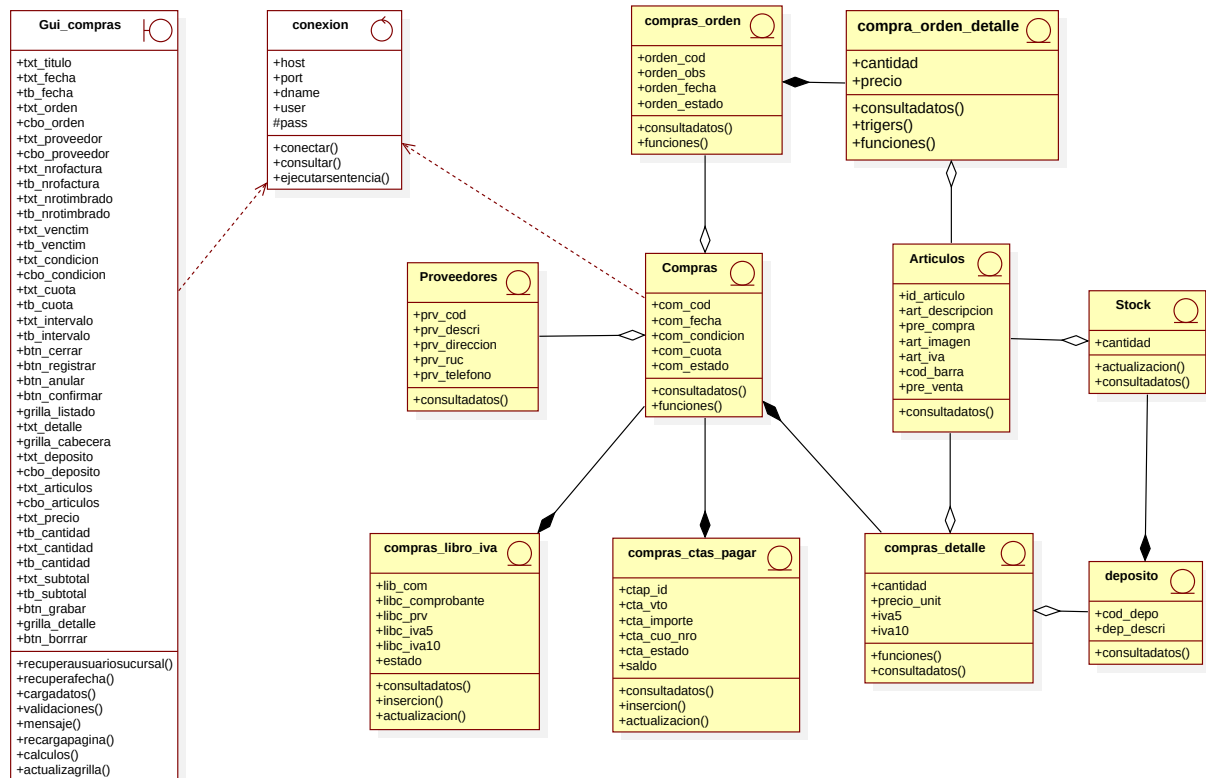 Gui_compras
+txt_titulo
+txt_fecha
+tb_fecha
+txt_orden
+cbo_orden
+txt_proveedor
+cbo_proveedor
+txt_nrofactura
+tb_nrofactura
+txt_nrotimbrado
+tb_nrotimbrado
+txt_venctim
+tb_venctim
+txt_condicion
+cbo_condicion
+txt_cuota
+tb_cuota
+txt_intervalo
+tb_intervalo
+btn_cerrar
+btn_registrar
+btn_anular
+btn_confirmar
+grilla_listado
+txt_detalle
+grilla_cabecera
+txt_deposito
+cbo_deposito
+txt_articulos
+cbo_articulos
+txt_precio
+tb_cantidad
+txt_cantidad
+tb_cantidad
+txt_subtotal
+tb_subtotal
+btn_grabar
+grilla_detalle
+btn_borrrar
+recuperausuariosucursal()
+recuperafecha()
+cargadatos()
+validaciones()
+mensaje()
+recargapagina()
+calculos()
+actualizagrilla()
conexion
+host
+port
+dname
+user
#pass
+conectar()
+consultar()
+ejecutarsentencia()
compras_orden
+orden_cod
+orden_obs
+orden_fecha
+orden_estado
+consultadatos()
+funciones()
compra_orden_detalle
+cantidad
+precio
+consultadatos()
+trigers()
+funciones()
Proveedores
+prv_cod
+prv_descri
+prv_direccion
+prv_ruc
+prv_telefono
+consultadatos()
Compras
+com_cod
+com_fecha
+com_condicion
+com_cuota
+com_estado
+consultadatos()
+funciones()
Articulos
+id_articulo
+art_descripcion
+pre_compra
+art_imagen
+art_iva
+cod_barra
+pre_venta
+consultadatos()
Stock
+cantidad
+actualizacion()
+consultadatos()
compras_libro_iva
+lib_com
+libc_comprobante
+libc_prv
+libc_iva5
+libc_iva10
+estado
+consultadatos()
+insercion()
+actualizacion()
compras_ctas_pagar
+ctap_id
+cta_vto
+cta_importe
+cta_cuo_nro
+cta_estado
+saldo
+consultadatos()
+insercion()
+actualizacion()
compras_detalle
+cantidad
+precio_unit
+iva5
+iva10
+funciones()
+consultadatos()
deposito
+cod_depo
+dep_descri
+consultadatos()